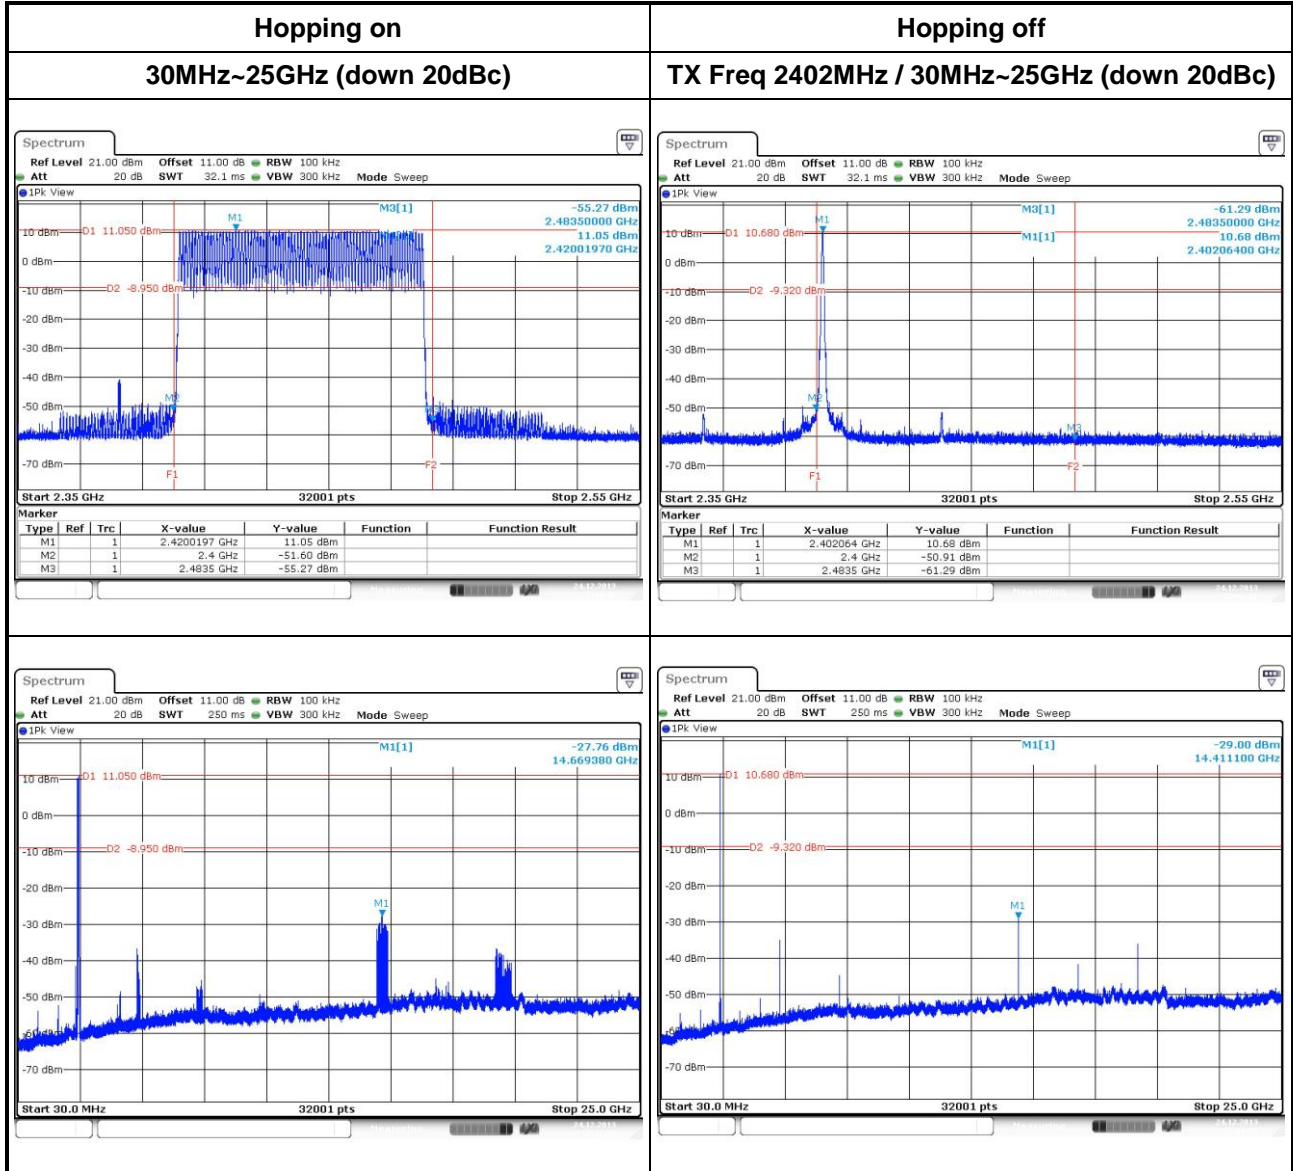 Hopping on
Hopping off
30MHz~25GHz (down 20dBc)
TX Freq 2402MHz / 30MHz~25GHz (down 20dBc)
Spectrum
Ref Level 21.00 dBm Offset 11.00 dB RBW 100 kHz
Att 20 dB SWT 32.1 ms VBW 300 kHz Mode Sweep
1Pk View
M3[1] -55.27 dBm
2.48350000 GHz
11.05 dBm
2.42001970 GHz
M1
10 dBm
D1 11.050 dBm
0 dBm
-10 dBm
D2 -8.950 dBm
-20 dBm
-30 dBm
-40 dBm
-50 dBm
M2
-70 dBm
F1
F2
Start 2.35 GHz 32001 pts Stop 2.55 GHz
Marker
Type Ref Trc X-value Y-value Function Function Result
M1 1 2.4200197 GHz 11.05 dBm
M2 1 2.4 GHz -51.60 dBm
M3 1 2.4835 GHz -55.27 dBm
Spectrum
Ref Level 21.00 dBm Offset 11.00 dB RBW 100 kHz
Att 20 dB SWT 32.1 ms VBW 300 kHz Mode Sweep
1Pk View
M3[1] -61.29 dBm
2.48350000 GHz
M1[1] 10.68 dBm
2.40206400 GHz
M1
10 dBm
D1 10.680 dBm
0 dBm
-10 dBm
D2 -9.320 dBm
-20 dBm
-30 dBm
-40 dBm
-50 dBm
M2
M3
-70 dBm
F1
F2
Start 2.35 GHz 32001 pts Stop 2.55 GHz
Marker
Type Ref Trc X-value Y-value Function Function Result
M1 1 2.402064 GHz 10.68 dBm
M2 1 2.4 GHz -50.91 dBm
M3 1 2.4835 GHz -61.29 dBm
Spectrum
Ref Level 21.00 dBm Offset 11.00 dB RBW 100 kHz
Att 20 dB SWT 250 ms VBW 300 kHz Mode Sweep
1Pk View
M1[1] -27.76 dBm
14.669380 GHz
10 dBm
D1 11.050 dBm
0 dBm
-10 dBm
D2 -8.950 dBm
-20 dBm
M1
-30 dBm
-40 dBm
-50 dBm
-70 dBm
Start 30.0 MHz 32001 pts Stop 25.0 GHz
Spectrum
Ref Level 21.00 dBm Offset 11.00 dB RBW 100 kHz
Att 20 dB SWT 250 ms VBW 300 kHz Mode Sweep
1Pk View
M1[1] -29.00 dBm
14.411100 GHz
10 dBm
D1 10.680 dBm
0 dBm
-10 dBm
D2 -9.320 dBm
-20 dBm
M1
-30 dBm
-40 dBm
-50 dBm
-70 dBm
Start 30.0 MHz 32001 pts Stop 25.0 GHz